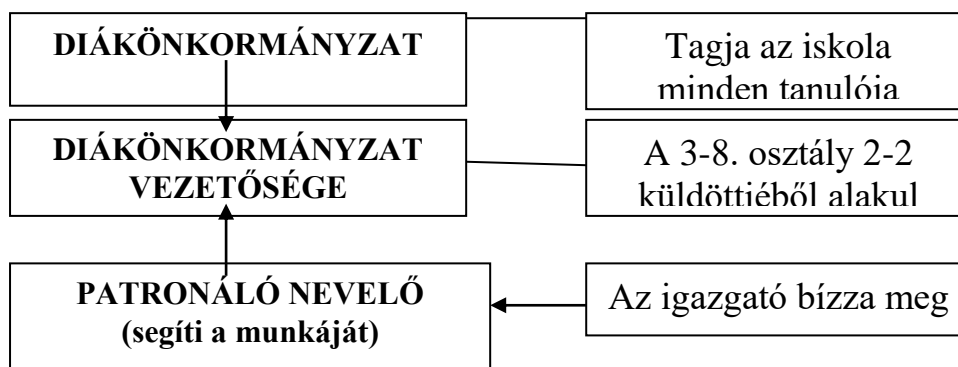 DIÁKÖNKORMÁNYZAT
Tagja az iskola
minden tanulója
DIÁKÖNKORMÁNYZAT
VEZETŐSÉGE
A 3-8. osztály 2-2
küldöttjéből alakul
PATRONÁLÓ NEVELŐ
(segíti a munkáját)
Az igazgató bízza meg